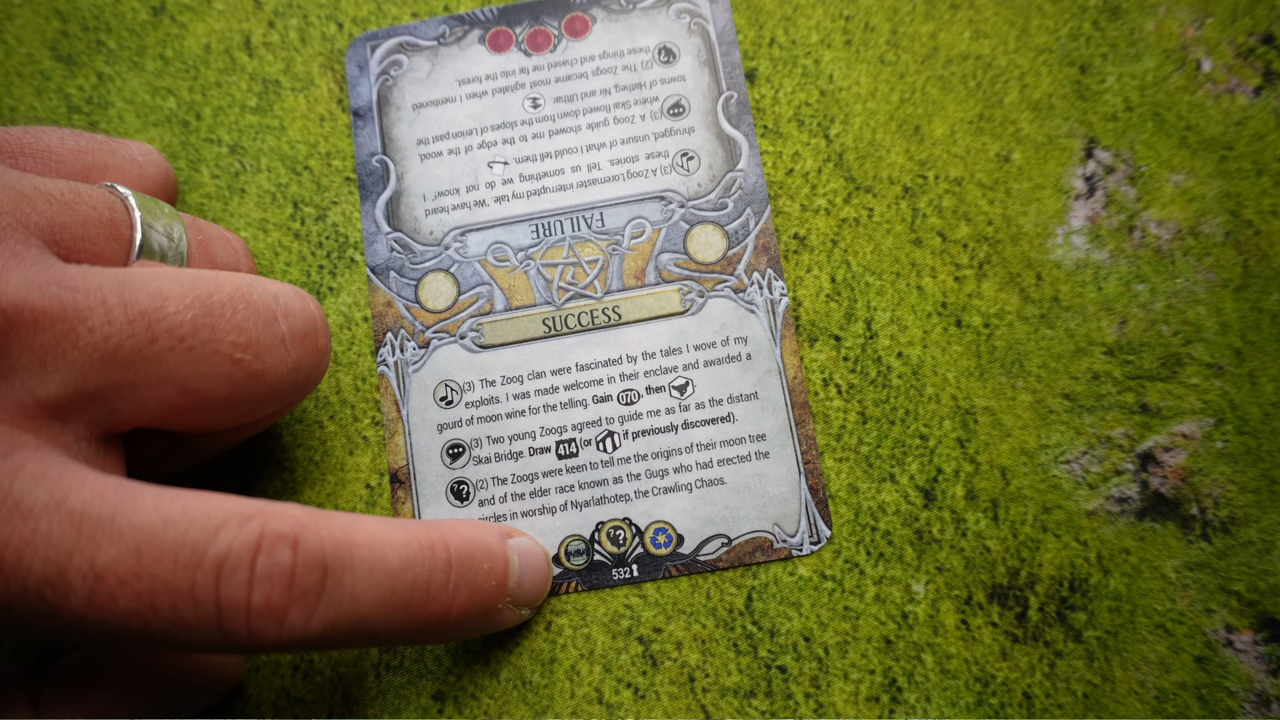 SUCCESS
(3) The Zoog clan were fascinated by the tales I wove of my
exploits. I was made welcome in their enclave and awarded a
gourd of moon wine for the telling. Gain 070, then
(3) Two young Zoogs agreed to guide me as far as the distant
Skai Bridge. Draw 414 (or if previously discovered).
(2) The Zoogs were keen to tell me the origins of their moon tree
and of the elder race known as the Gugs who had erected the
circles in worship of Nyarlathotep, the Crawling Chaos.
532
FAILURE
(3) A Zoog Loremaster interrupted my tale. "We have heard
these stories. Tell us something we do not know". I
shrugged, unsure of what I could tell them.
(3) A Zoog guide showed me to the edge of the wood,
where Skai flowed down from the slopes of Lerion past the
towns of Hatheg, Nir and Ulthar.
(2) The Zoogs became most agitated when I mentioned
these things and chased me far into the forest.